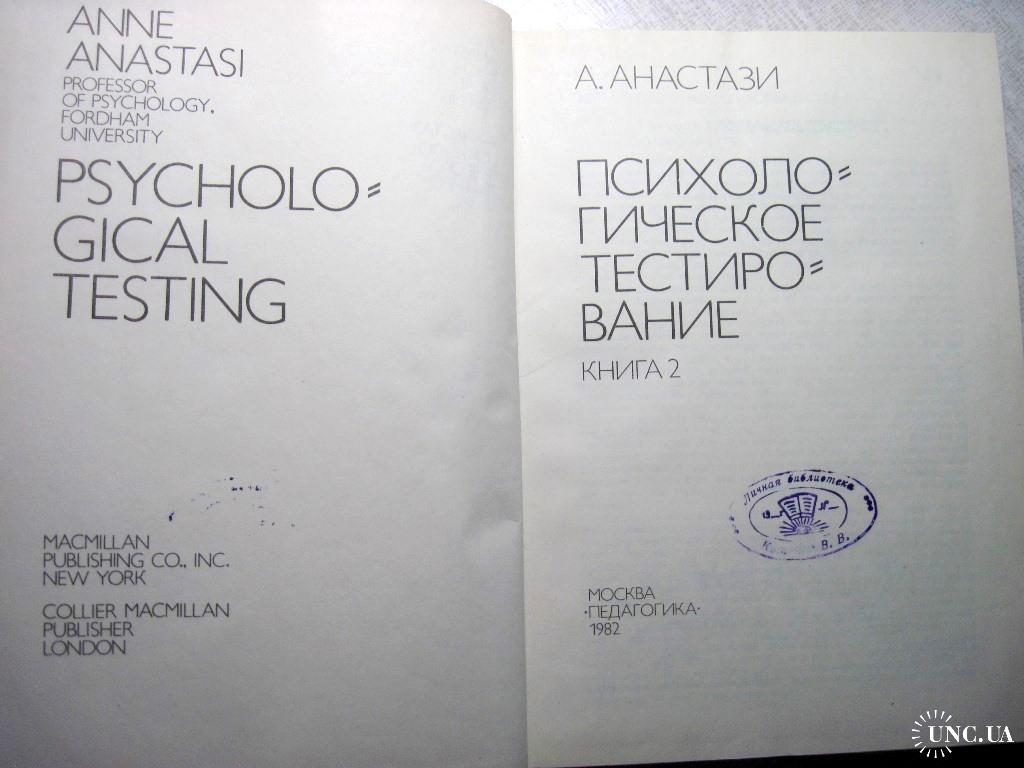 ANNE
ANASTASI
PROFESSOR
OF PSYCHOLOGY,
FORDHAM
UNIVERSITY
PSYCHOLO=
GICAL
TESTING
MACMILLAN
PUBLISHING CO., INC.
NEW YORK
COLLIER MACMILLAN
PUBLISHER
LONDON
А. АНАСТАЗИ
ПСИХОЛО=
ГИЧЕСКОЕ
ТЕСТИРО=
ВАНИЕ
КНИГА 2
Личная библиотека
В. В.
МОСКВА
·ПЕДАГОГИКА·
1982
UNC.UA